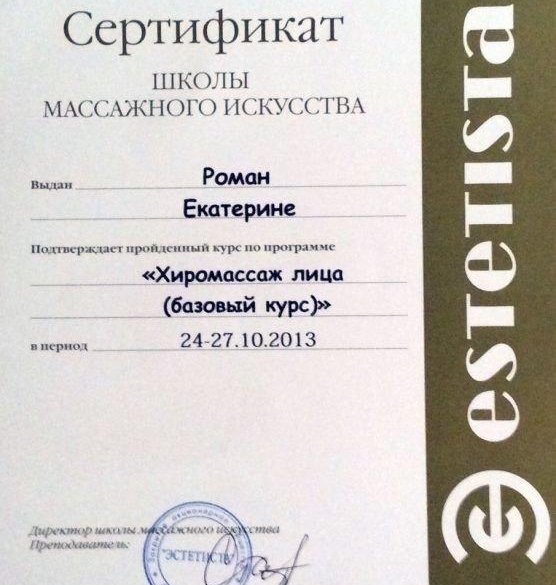 Сертификат
ШКОЛЫ
МАССАЖНОГО ИСКУССТВА
Выдан Роман
Екатерине
Подтверждает пройденный курс по программе
«Хиромассаж лица
(базовый курс)»
в период 24-27.10.2013
Директор школы массажного искусства
Преподаватель:
"ЭСТЕТИСТА"
estetista